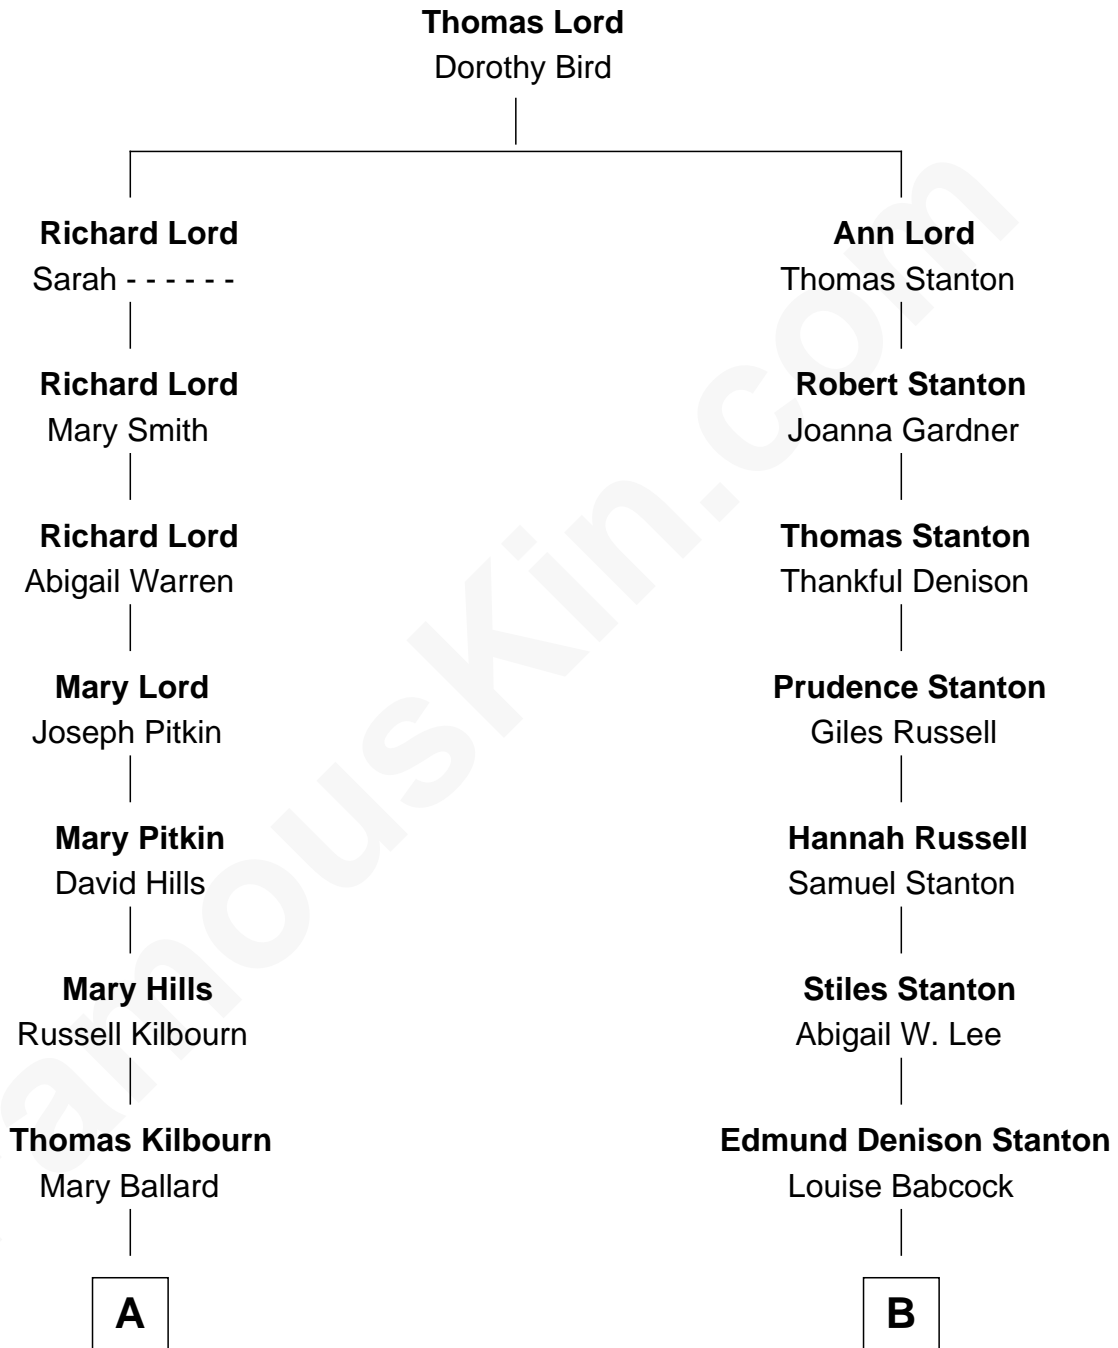 Thomas Lord
Dorothy Bird
Richard Lord
Sarah - - - - - -
Ann Lord
Thomas Stanton
Richard Lord
Mary Smith
Robert Stanton
Joanna Gardner
Richard Lord
Abigail Warren
Thomas Stanton
Thankful Denison
Mary Lord
Joseph Pitkin
Prudence Stanton
Giles Russell
Mary Pitkin
David Hills
Hannah Russell
Samuel Stanton
Mary Hills
Russell Kilbourn
Stiles Stanton
Abigail W. Lee
Thomas Kilbourn
Mary Ballard
Edmund Denison Stanton
Louise Babcock
A
B
amouskin.com